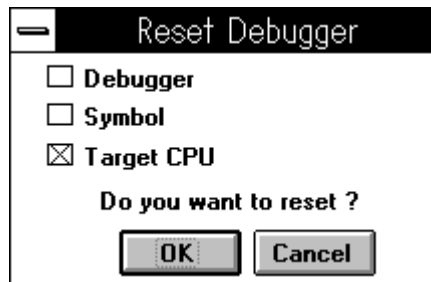 Reset Debugger
Debugger
Symbol
Target CPU
Do you want to reset ?
OK Cancel